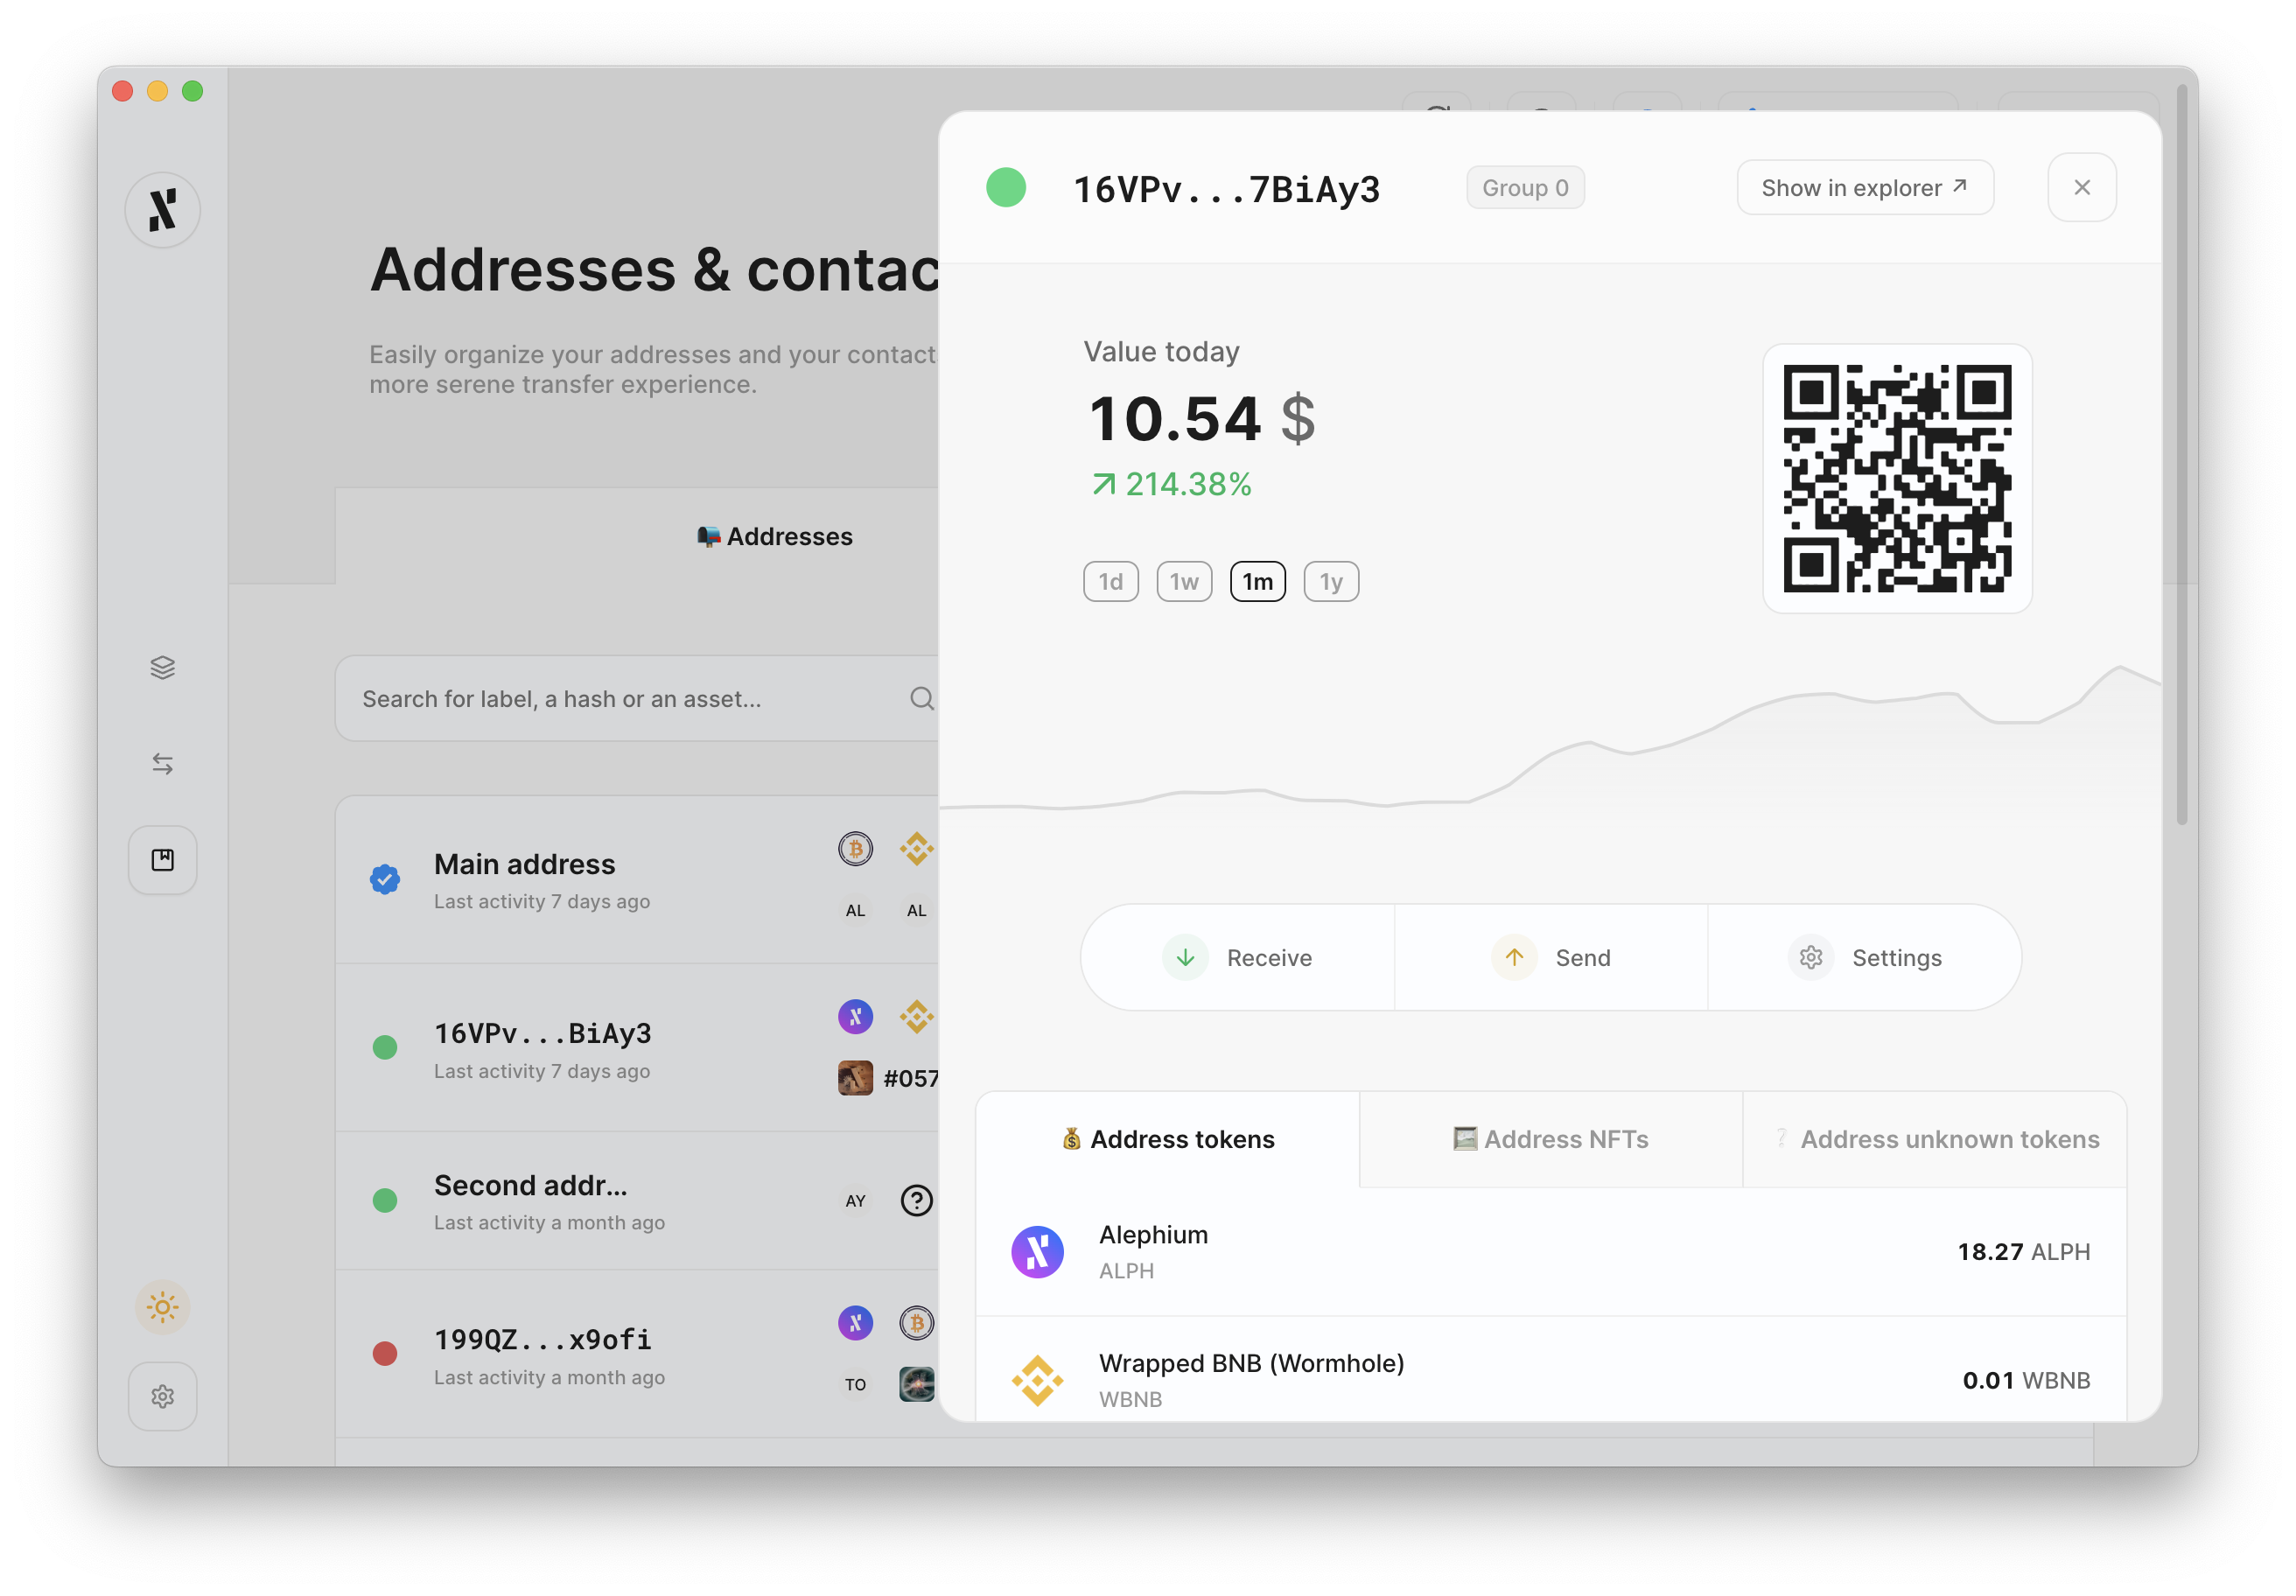 Addresses & contac
Easily organize your addresses and your contact
more serene transfer experience.
Addresses
Search for label, a hash or an asset...
Main address
Last activity 7 days ago
AL AL
16VPv...BiAy3
Last activity 7 days ago
#057
Second addr...
Last activity a month ago
AY
199QZ...x9ofi
Last activity a month ago
TO
16VPv...7BiAy3
Group 0
Show in explorer
Value today
10.54 $
214.38%
1d 1w 1m 1y
Receive Send Settings
Address tokens Address NFTs Address unknown tokens
Alephium
ALPH
18.27 ALPH
Wrapped BNB (Wormhole)
WBNB
0.01 WBNB